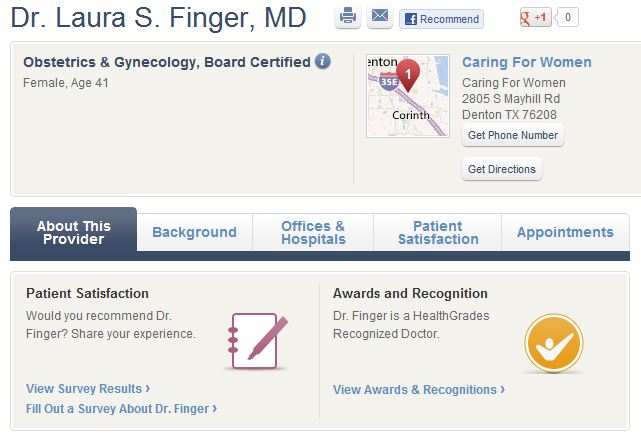 Dr. Laura S. Finger, MD
Recommend
+1
0
Obstetrics & Gynecology, Board Certified
Female, Age 41
enton
35E
1
Corinth
Caring For Women
Caring For Women
2805 S Mayhill Rd
Denton TX 76208
Get Phone Number
Get Directions
About This
Provider
Background
Offices &
Hospitals
Patient
Satisfaction
Appointments
Patient Satisfaction
Would you recommend Dr.
Finger? Share your experience.
View Survey Results ›
Fill Out a Survey About Dr. Finger ›
Awards and Recognition
Dr. Finger is a HealthGrades
Recognized Doctor.
View Awards & Recognitions ›